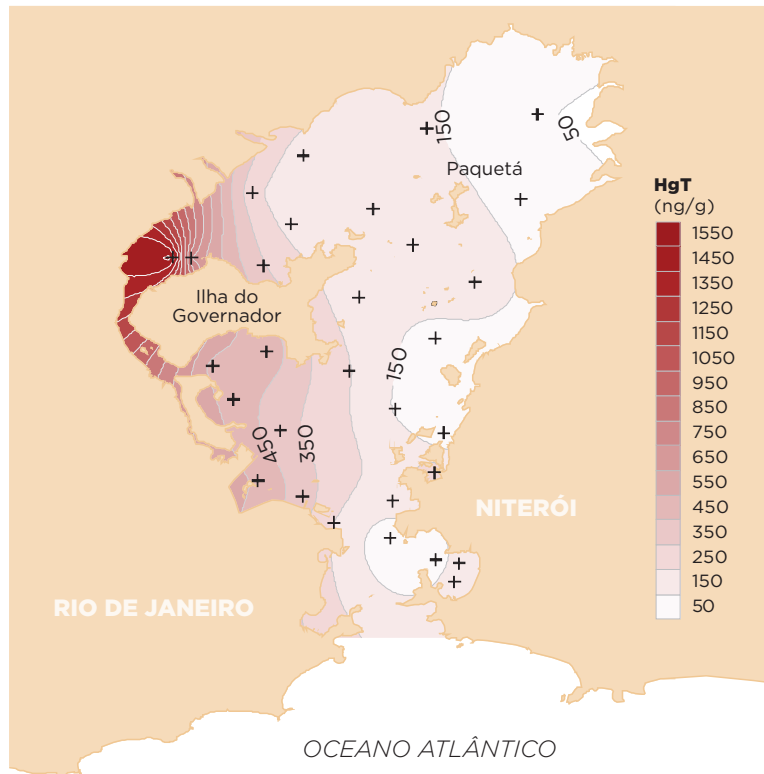 150
50
Paquetá
HgT
(ng/g)
1550
1450
1350
1250
1150
1050
950
850
750
650
550
450
350
250
150
50
Ilha do
Governador
150
450
350
NITERÓI
RIO DE JANEIRO
OCEANO ATLÂNTICO